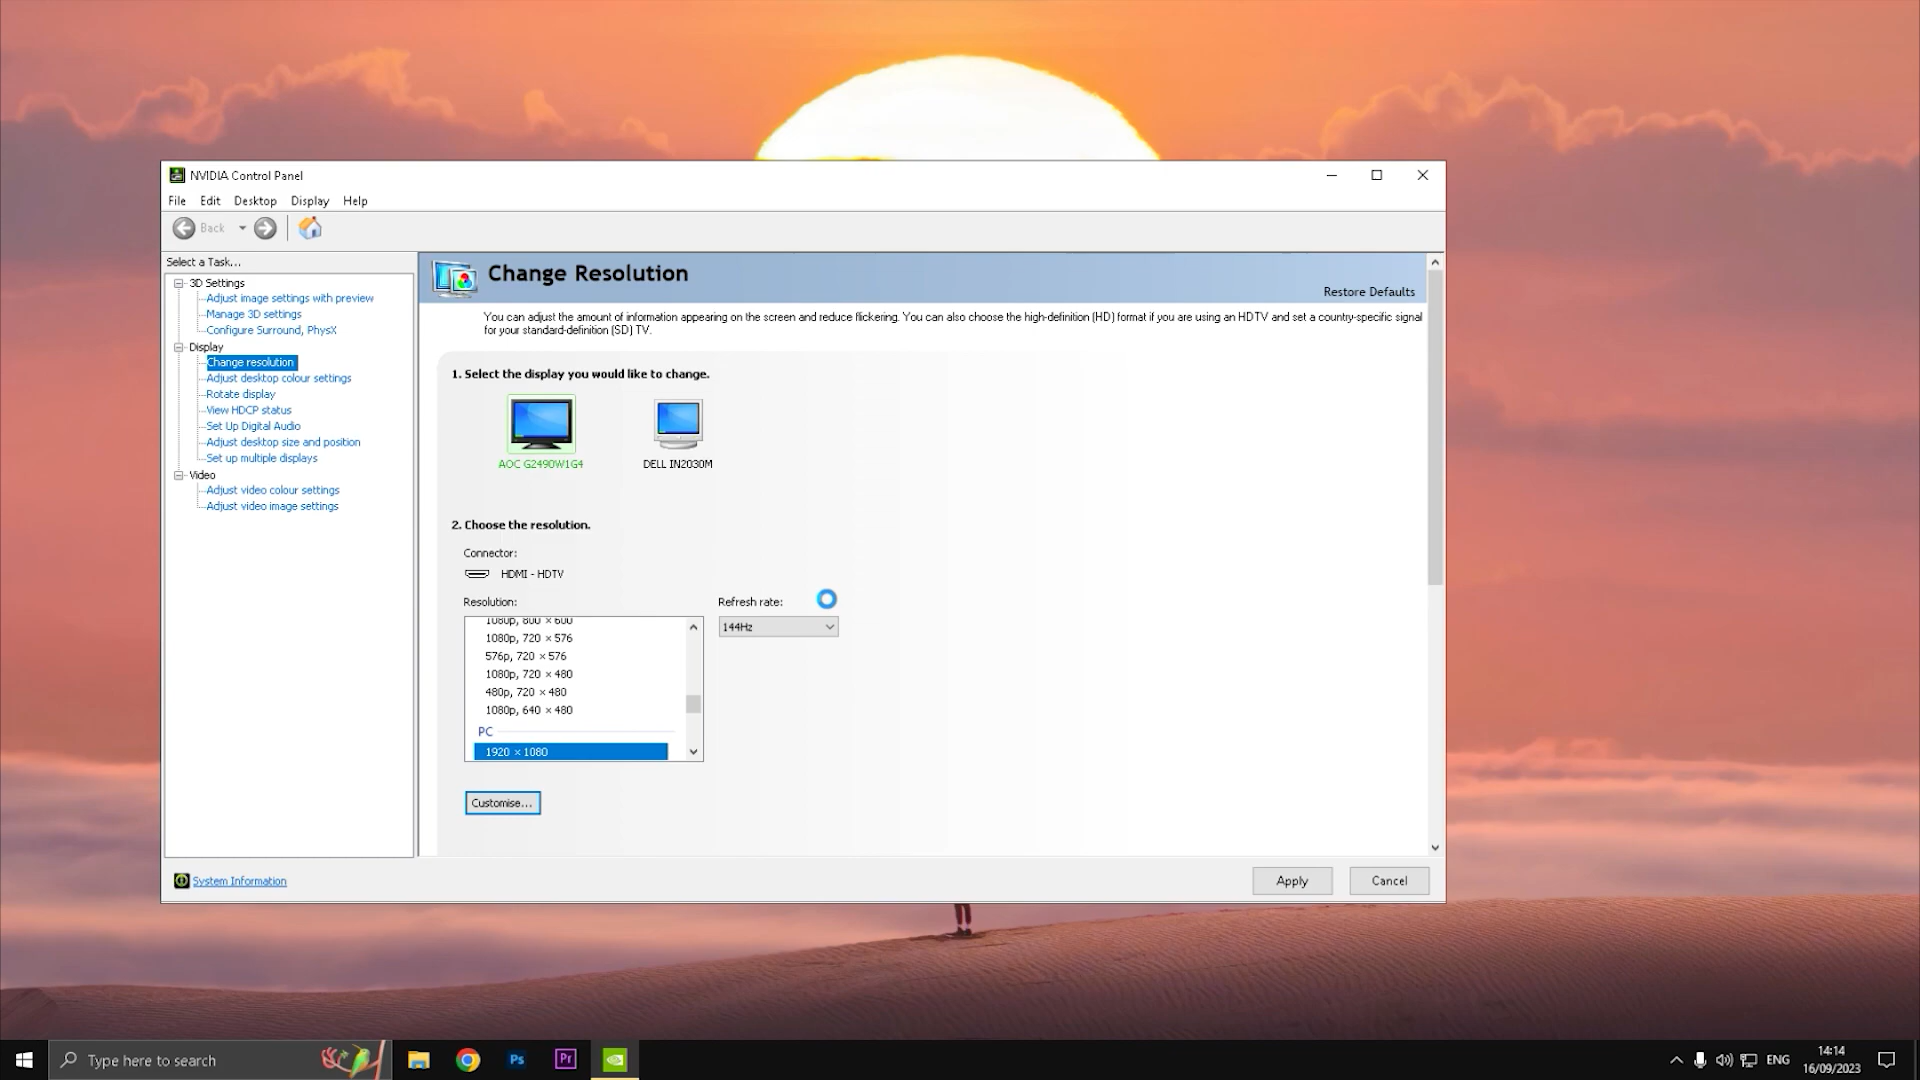 NVIDIA Control Panel
File Edit Desktop Display Help
Back
Select a Task...
3D Settings
Adjust image settings with preview
Manage 3D settings
Configure Surround, PhysX
Display
Change resolution
Adjust desktop colour settings
Rotate display
View HDCP status
Set Up Digital Audio
Adjust desktop size and position
Set up multiple displays
Video
Adjust video colour settings
Adjust video image settings
Change Resolution
Restore Defaults
You can adjust the amount of information appearing on the screen and reduce flickering. You can also choose the high-definition (HD) format if you are using an HDTV and set a country-specific signal
for your standard-definition (SD) TV.
1. Select the display you would like to change.
AOC G2490W1G4 DELL IN2030M
2. Choose the resolution.
Connector:
HDMI - HDTV
Resolution: Refresh rate:
1080p, 800 × 600
144Hz
1080p, 720 × 576
576p, 720 × 576
1080p, 720 × 480
480p, 720 × 480
1080p, 640 × 480
PC
1920 × 1080
Customise...
System Information
Apply Cancel
Type here to search
Ps
Pr
ENG
14:14
16/09/2023